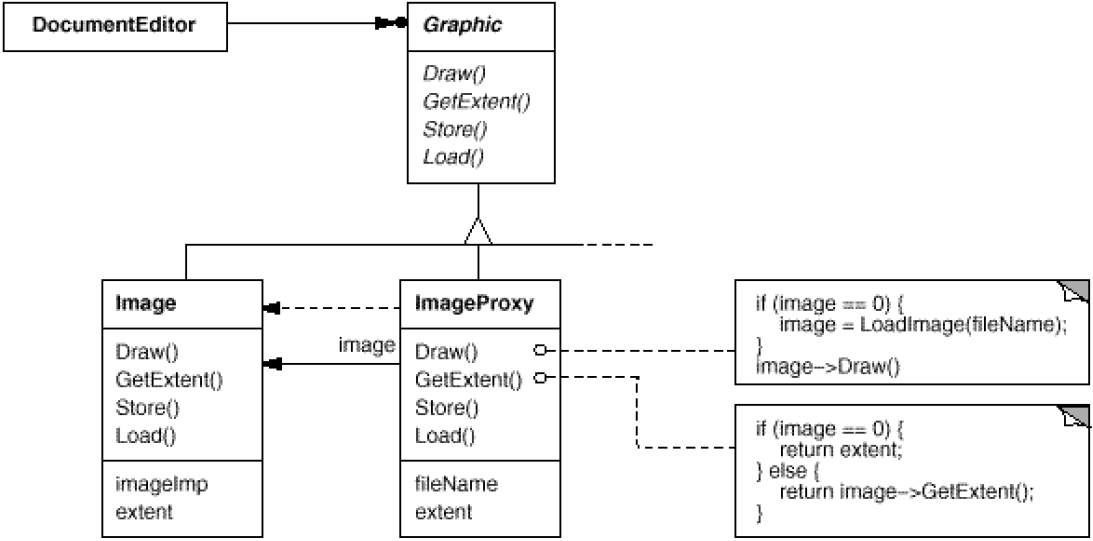 DocumentEditor
Graphic
Draw()
GetExtent()
Store()
Load()
Image
Draw()
GetExtent()
Store()
Load()
imageImp
extent
image
ImageProxy
Draw()
GetExtent()
Store()
Load()
fileName
extent
if (image == 0) {
image = LoadImage(fileName);
}
image->Draw()
if (image == 0) {
return extent;
} else {
return image->GetExtent();
}